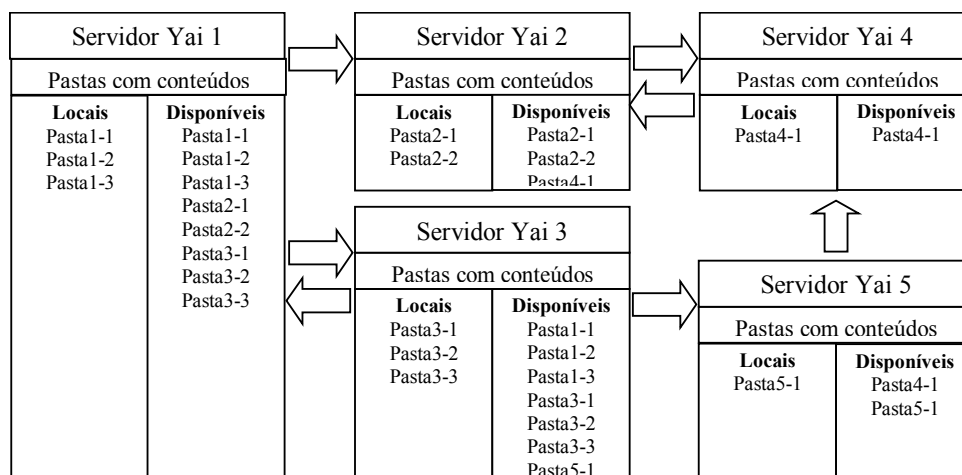 Servidor Yai 1
Pastas com conteúdos
Locais
Pasta1-1
Pasta1-2
Pasta1-3
Disponíveis
Pasta1-1
Pasta1-2
Pasta1-3
Pasta2-1
Pasta2-2
Pasta3-1
Pasta3-2
Pasta3-3
Servidor Yai 2
Pastas com conteúdos
Locais
Pasta2-1
Pasta2-2
Disponíveis
Pasta2-1
Pasta2-2
Pasta4-1
Servidor Yai 4
Pastas com conteúdos
Locais
Pasta4-1
Disponíveis
Pasta4-1
Servidor Yai 3
Pastas com conteúdos
Locais
Pasta3-1
Pasta3-2
Pasta3-3
Disponíveis
Pasta1-1
Pasta1-2
Pasta1-3
Pasta3-1
Pasta3-2
Pasta3-3
Pasta5-1
Servidor Yai 5
Pastas com conteúdos
Locais
Pasta5-1
Disponíveis
Pasta4-1
Pasta5-1